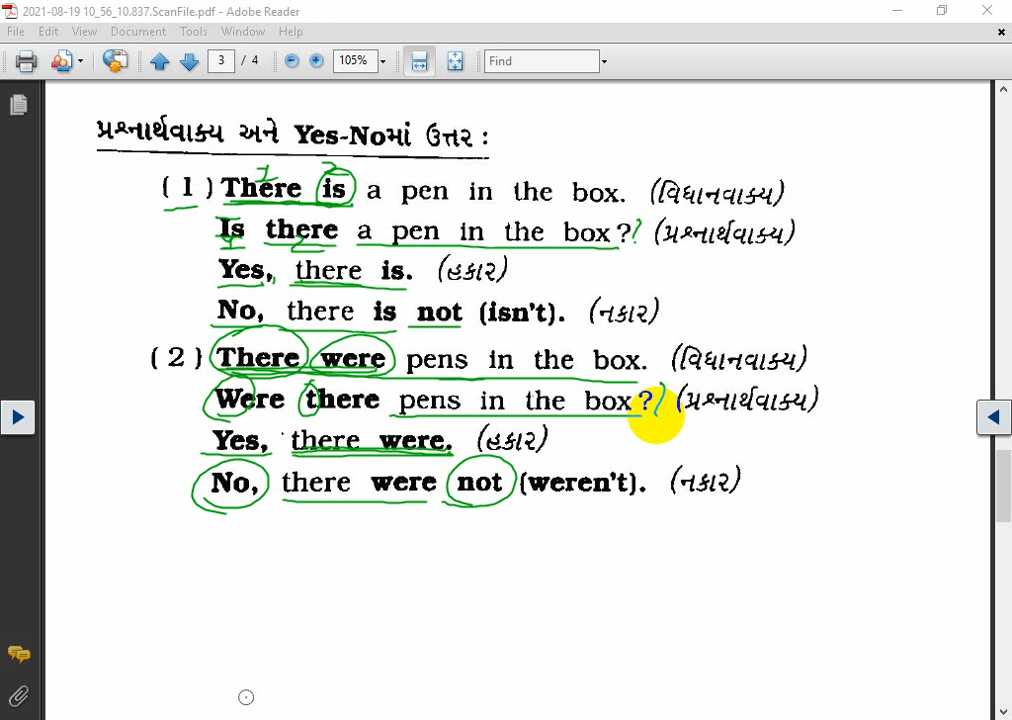 2021-08-19 10_56_10.837.ScanFile.pdf - Adobe Reader
File Edit View Document Tools Window Help
3 / 4 105% Find
પ્રશ્નાર્થવાક્ય અને Yes-Noમાં ઉત્તર :
( 1 ) There is a pen in the box. (વિધાનવાક્ય)
Is there a pen in the box? (પ્રશ્નાર્થવાક્ય)
Yes, there is. (હકાર)
No, there is not (isn't). (નકાર)
( 2 ) There were pens in the box. (વિધાનવાક્ય)
Were there pens in the box? (પ્રશ્નાર્થવાક્ય)
Yes, there were. (હકાર)
No, there were not (weren't). (નકાર)